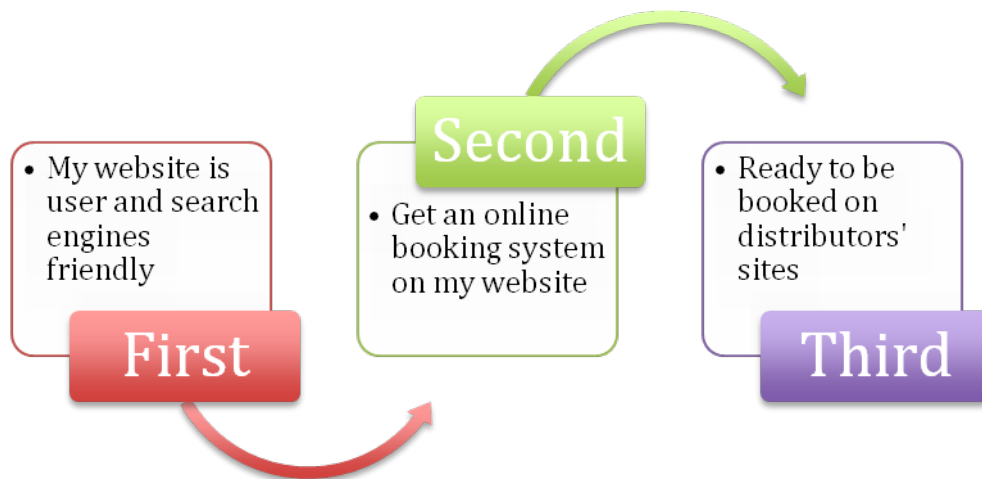 • My website is
user and search
engines
friendly
First
Second
• Get an online
booking system
on my website
• Ready to be
booked on
distributors'
sites
Third